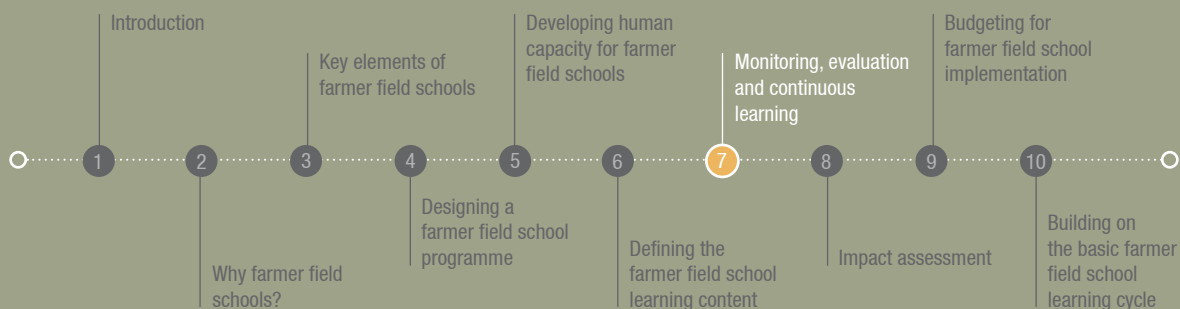 1
Introduction
2
Why farmer field
schools?
3
Key elements of
farmer field schools
4
Designing a
farmer field school
programme
5
Developing human
capacity for farmer
field schools
6
Defining the
farmer field school
learning content
7
Monitoring, evaluation
and continuous
learning
8
Impact assessment
9
Budgeting for
farmer field school
implementation
10
Building on
the basic farmer
field school
learning cycle